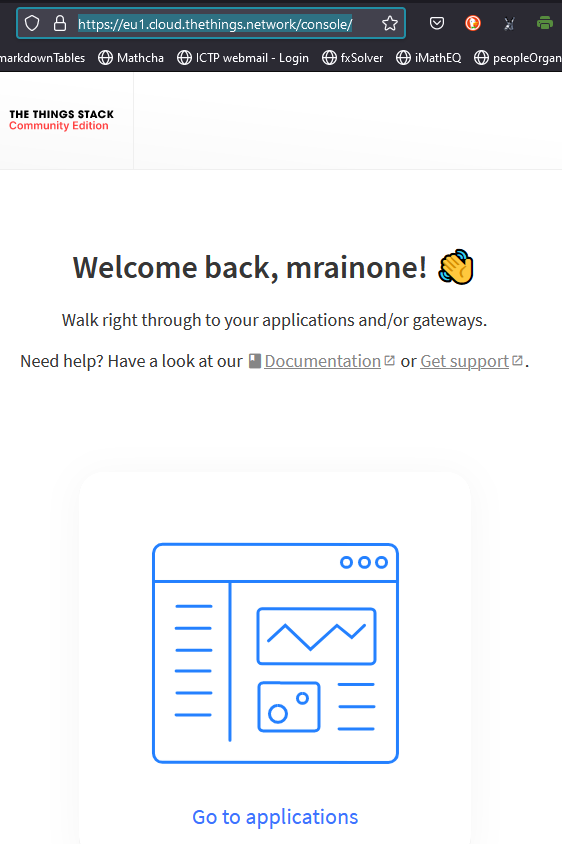 https://eu1.cloud.thethings.network/console/
markdownTables Mathcha ICTP webmail - Login fxSolver iMathEQ peopleOrgan
THE THINGS STACK
Community Edition
Welcome back, mrainone! 👋
Walk right through to your applications and/or gateways.
Need help? Have a look at our Documentation or Get support.
Go to applications